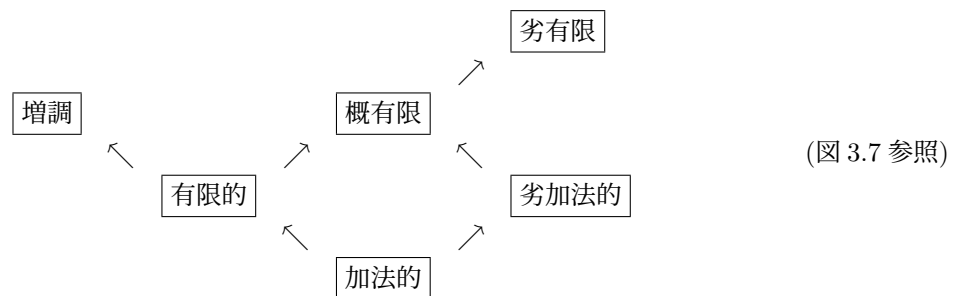 劣有限
増調
概有限
(図 3.7 参照)
有限的
劣加法的
加法的